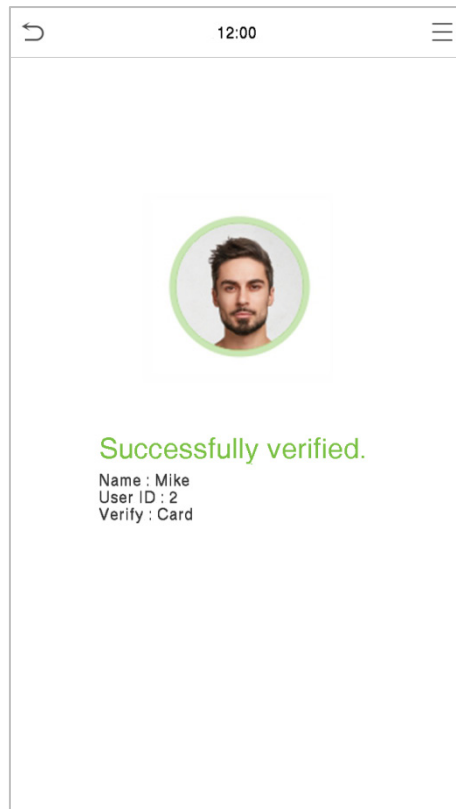 12:00
Successfully verified.
Name : Mike
User ID : 2
Verify : Card